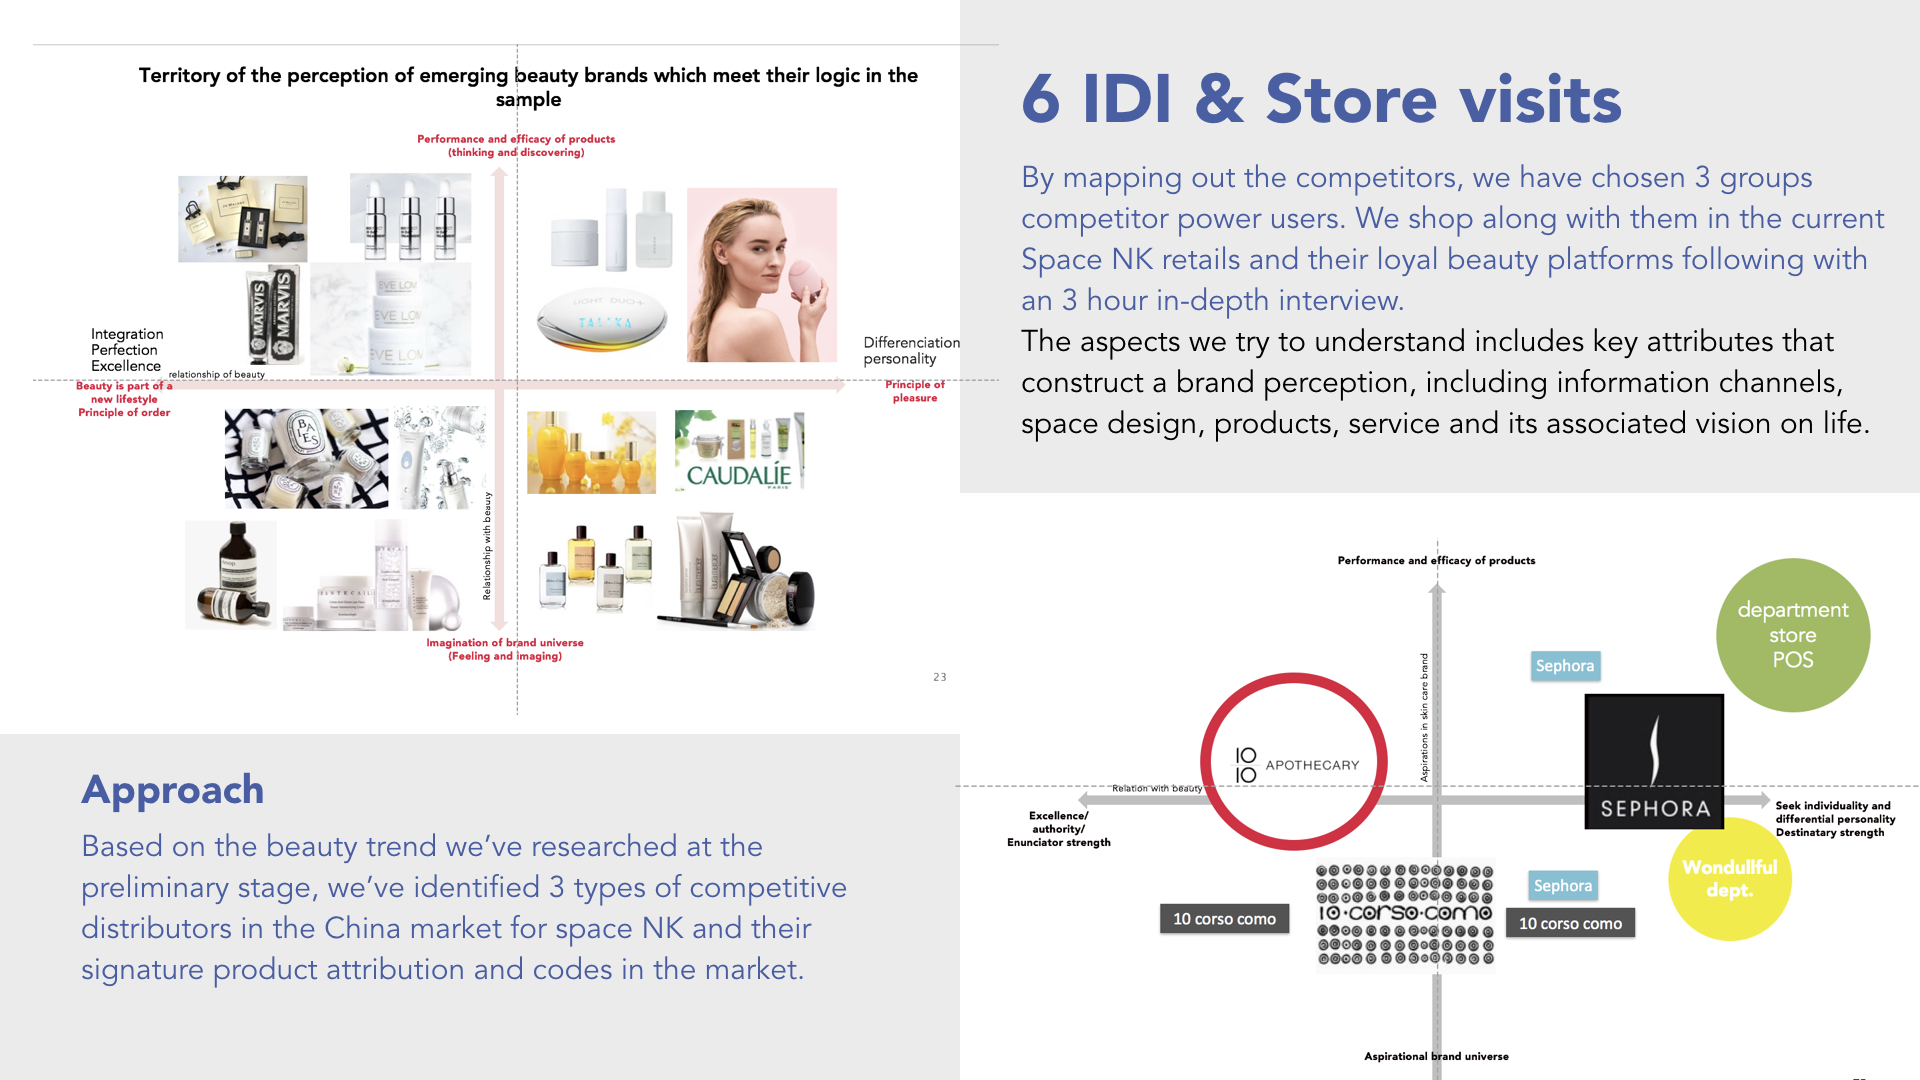 Territory of the perception of emerging beauty brands which meet their logic in the
sample
Performance and efficacy of products
(thinking and discovering)
MARVIS
MARVIS
EVE LOM
EVE LOM
EVE LOM
LIGHT DUO+
TALIKA
Integration
Perfection
Excellence
relationship of beauty
Beauty is part of a
new lifestyle
Principle of order
Differenciation
personality
Principle of
pleasure
BAIES
CAUDALÍE
PARIS
Aesop.
Relationship with beauty
laura mercier
Imagination of brand universe
(Feeling and imaging)
23
Approach
Based on the beauty trend we’ve researched at the
preliminary stage, we’ve identified 3 types of competitive
distributors in the China market for space NK and their
signature product attribution and codes in the market.
6 IDI & Store visits
By mapping out the competitors, we have chosen 3 groups
competitor power users. We shop along with them in the current
Space NK retails and their loyal beauty platforms following with
an 3 hour in-depth interview.
The aspects we try to understand includes key attributes that
construct a brand perception, including information channels,
space design, products, service and its associated vision on life.
Performance and efficacy of products
department
store
POS
Sephora
Aspirations in skin care brand
10
10
APOTHECARY
SEPHORA
Relation with beauty
Excellence/
authority/
Enunciator strength
Seek individuality and
differential personality
Destinatary strength
Wondullful
dept.
Sephora
10·corso·como
10 corso como
10 corso como
Aspirational brand universe